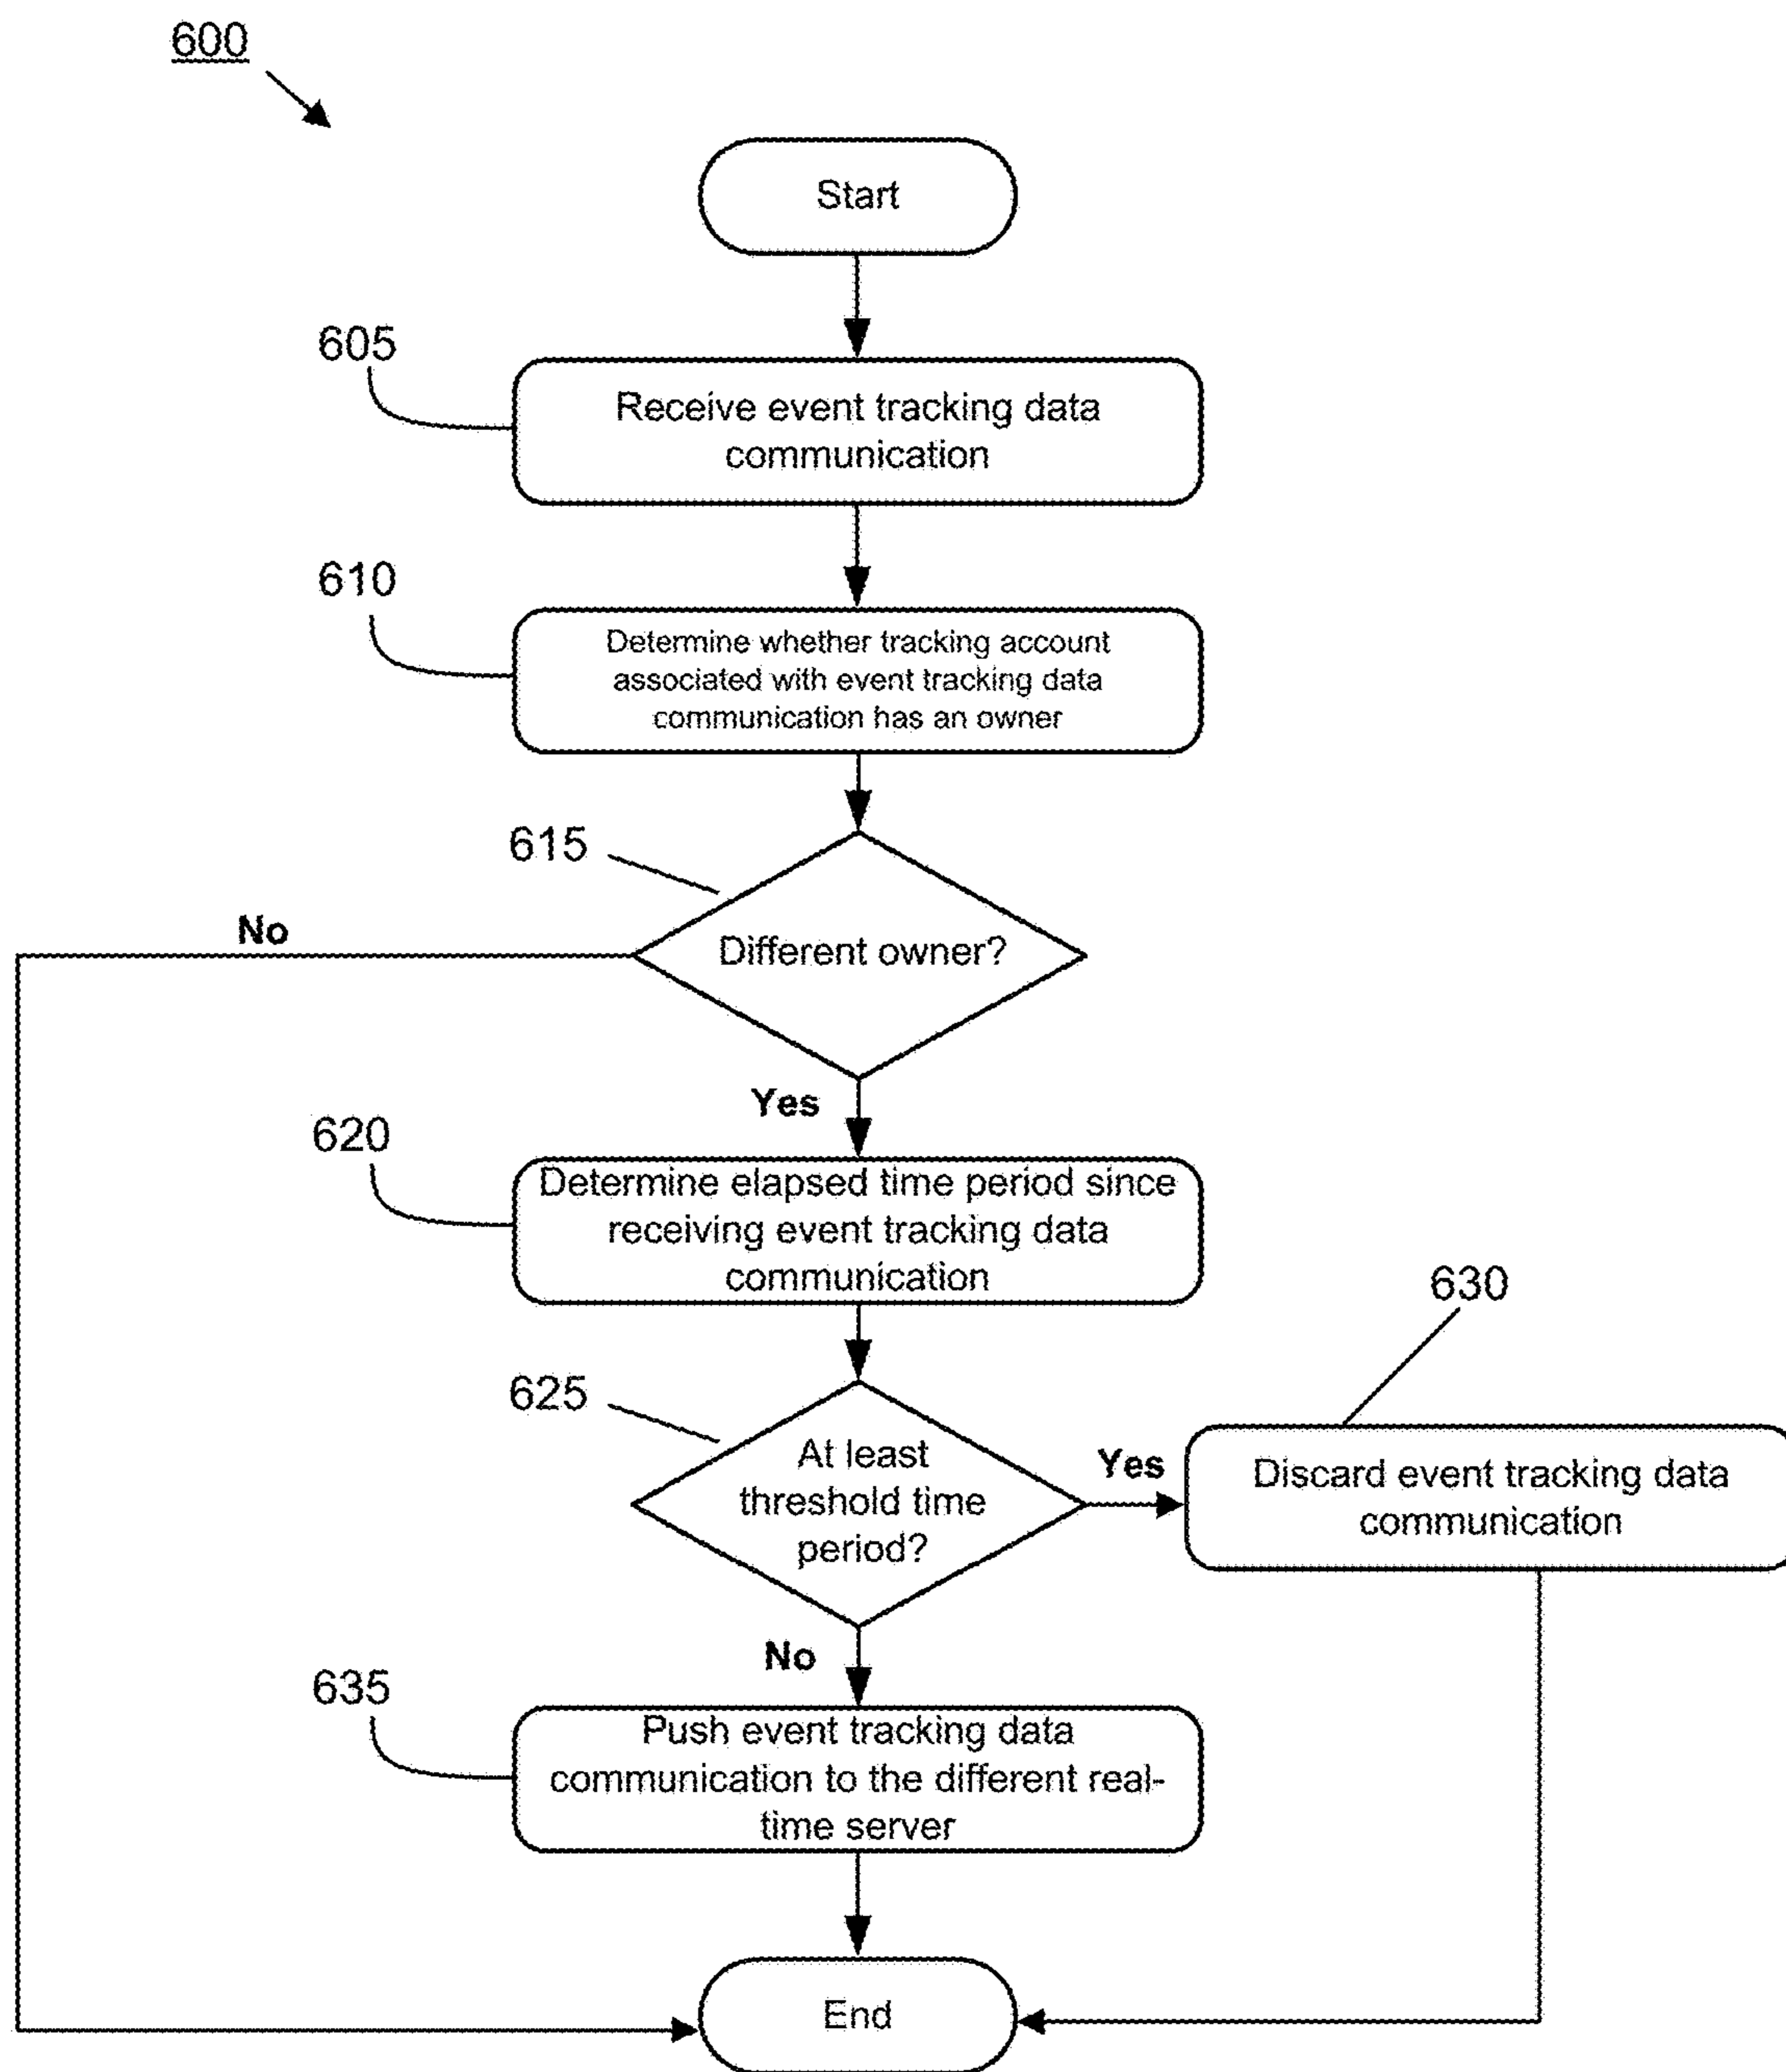 600
Start
605
Receive event tracking data
communication
610
Determine whether tracking account
associated with event tracking data
communication has an owner
615
Different owner?
No
Yes
620
Determine elapsed time period since
receiving event tracking data
communication
630
625
At least
threshold time
period?
Yes
Discard event tracking data
communication
No
635
Push event tracking data
communication to the different real-
time server
End